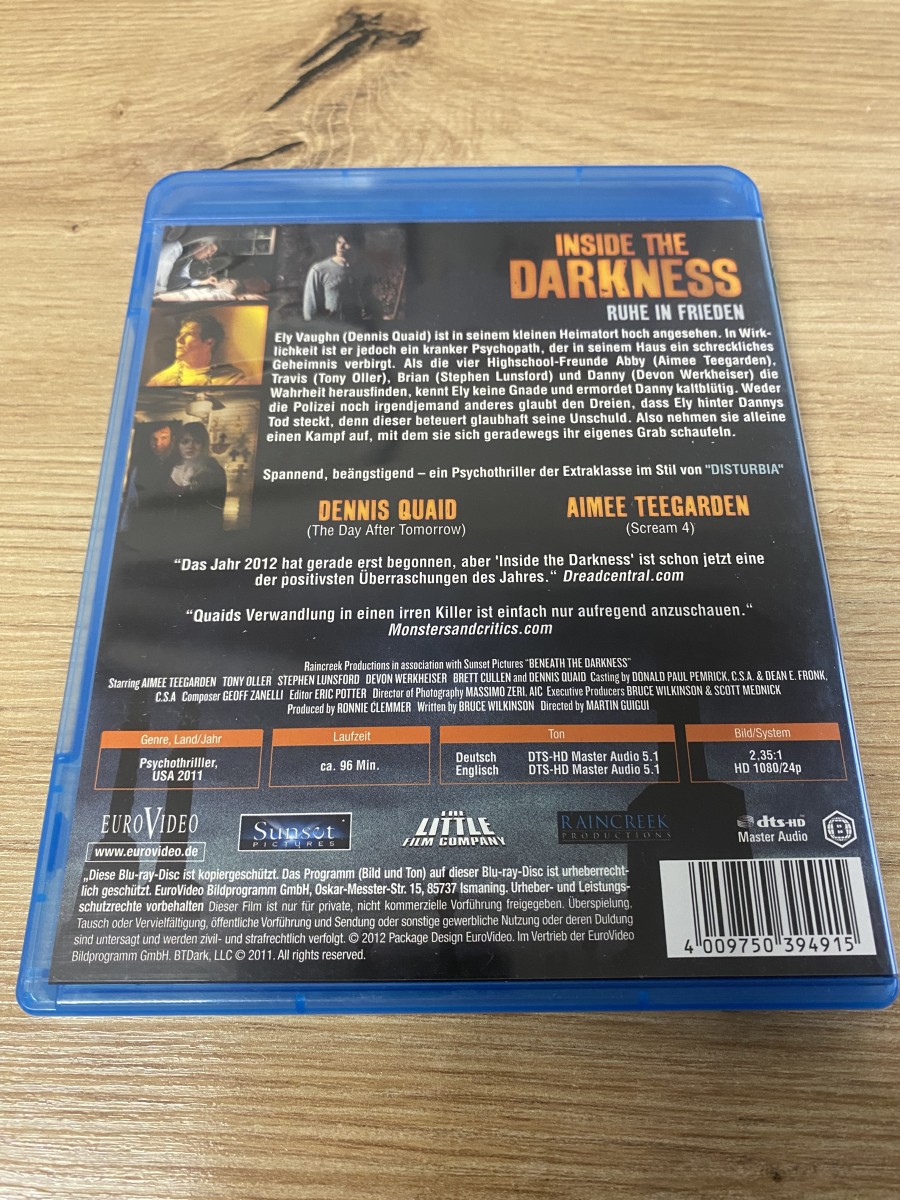 INSIDE THE
DARKNESS
RUHE IN FRIEDEN
Ely Vaughn (Dennis Quaid) ist in seinem kleinen Heimatort hoch angesehen. In Wirk-
lichkeit ist er jedoch ein kranker Psychopath, der in seinem Haus ein schreckliches
Geheimnis verbirgt. Als die vier Highschool-Freunde Abby (Aimee Teegarden),
Travis (Tony Oller), Brian (Stephen Lunsford) und Danny (Devon Werkheiser) die
Wahrheit herausfinden, kennt Ely keine Gnade und ermordet Danny kaltblütig. Weder
die Polizei noch irgendjemand anderes glaubt den Dreien, dass Ely hinter Dannys
Tod steckt, denn dieser beteuert glaubhaft seine Unschuld. Also nehmen sie alleine
einen Kampf auf, mit dem sie sich geradewegs ihr eigenes Grab schaufeln.
Spannend, beängstigend – ein Psychothriller der Extraklasse im Stil von "DISTURBIA"
DENNIS QUAID
(The Day After Tomorrow)
AIMEE TEEGARDEN
(Scream 4)
“Das Jahr 2012 hat gerade erst begonnen, aber 'Inside the Darkness' ist schon jetzt eine
der positivsten Überraschungen des Jahres.“ Dreadcentral.com
“Quaids Verwandlung in einen irren Killer ist einfach nur aufregend anzuschauen.“
Monstersandcritics.com
Raincreek Productions in association with Sunset Pictures “BENEATH THE DARKNESS”
Starring AIMEE TEEGARDEN TONY OLLER STEPHEN LUNSFORD DEVON WERKHEISER BRETT CULLEN and DENNIS QUAID Casting by DONALD PAUL PEMRICK, C.S.A. & DEAN E. FRONK,
C.S.A Composer GEOFF ZANELLI Editor ERIC POTTER Director of Photography MASSIMO ZERI, AIC Executive Producers BRUCE WILKINSON & SCOTT MEDNICK
Produced by RONNIE CLEMMER Written by BRUCE WILKINSON Directed by MARTIN GUIGUI
Genre, Land/Jahr
Psychothrilller,
USA 2011
Laufzeit
ca. 96 Min.
Ton
Deutsch DTS-HD Master Audio 5.1
Englisch DTS-HD Master Audio 5.1
Bild/System
2,35:1
HD 1080/24p
EUROVIDEO
www.eurovideo.de
Sunset
PICTURES
THE
LITTLE
FILM COMPANY
RAINCREEK
PRODUCTIONS
dts-HD
Master Audio
„Diese Blu-ray-Disc ist kopiergeschützt. Das Programm (Bild und Ton) auf dieser Blu-ray-Disc ist urheberrecht-
lich geschützt. EuroVideo Bildprogramm GmbH, Oskar-Messter-Str. 15, 85737 Ismaning. Urheber- und Leistungs-
schutzrechte vorbehalten Dieser Film ist nur für private, nicht kommerzielle Vorführung freigegeben. Überspielung,
Tausch oder Vervielfältigung, öffentliche Vorführung und Sendung oder sonstige gewerbliche Nutzung oder deren Duldung
sind untersagt und werden zivil- und strafrechtlich verfolgt. © 2012 Package Design EuroVideo. Im Vertrieb der EuroVideo
Bildprogramm GmbH. BTDark, LLC © 2011. All rights reserved.
4 009750 394915